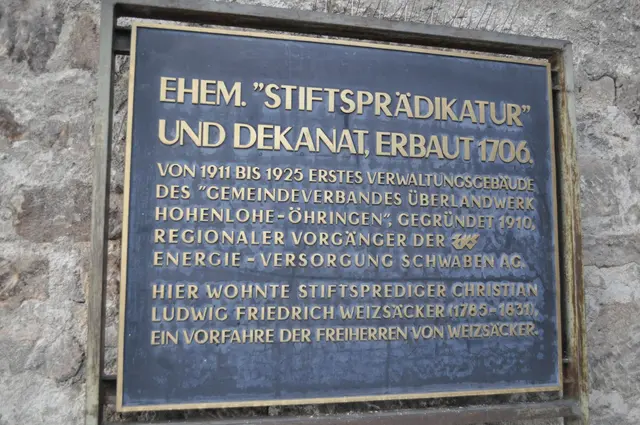 EHEM. "STIFTSPRÄDIKATUR"
UND DEKANAT, ERBAUT 1706.
VON 1911 BIS 1925 ERSTES VERWALTUNGSGEBÄUDE
DES "GEMEINDEVERBANDES ÜBERLANDWERK
HOHENLOHE-ÖHRINGEN", GEGRÜNDET 1910,
REGIONALER VORGÄNGER DER EVS
ENERGIE-VERSORGUNG SCHWABEN AG.
HIER WOHNTE STIFTSPREDIGER CHRISTIAN
LUDWIG FRIEDRICH WEIZSÄCKER (1785-1831),
EIN VORFAHRE DER FREIHERREN VON WEIZSÄCKER.